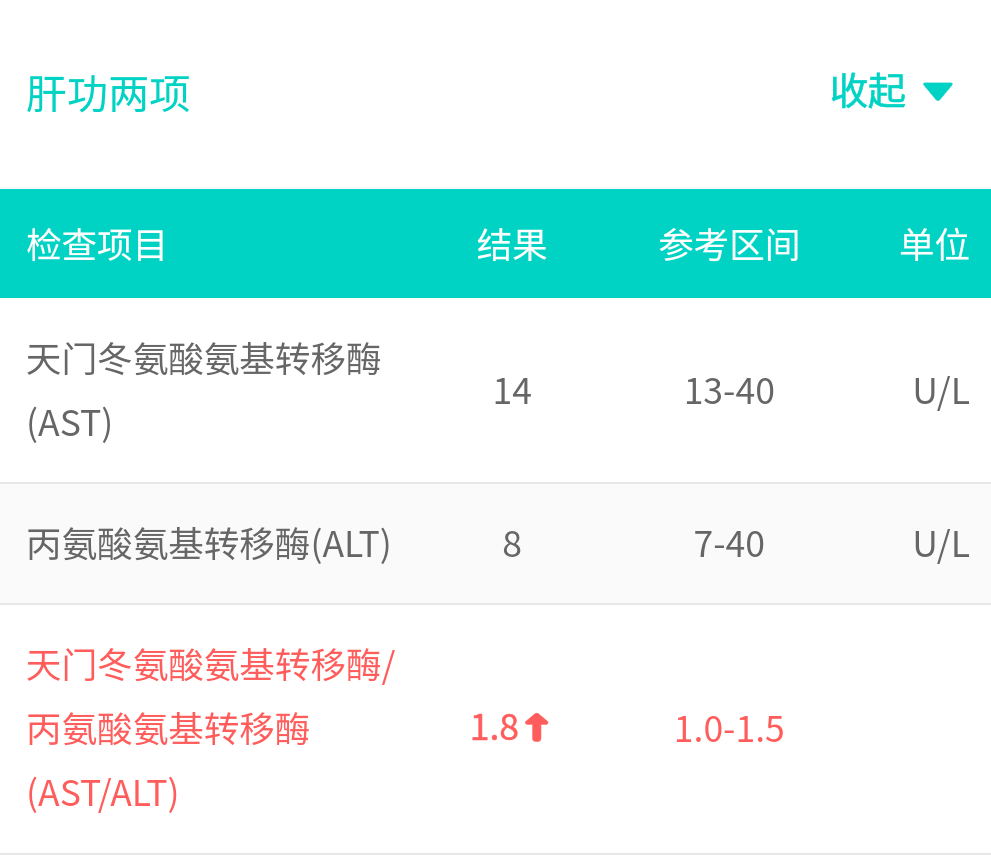 肝功两项
收起
检查项目 结果 参考区间 单位
天门冬氨酸氨基转移酶
(AST)
14 13-40 U/L
丙氨酸氨基转移酶(ALT) 8 7-40 U/L
天门冬氨酸氨基转移酶/
丙氨酸氨基转移酶
(AST/ALT)
1.8⬆ 1.0-1.5